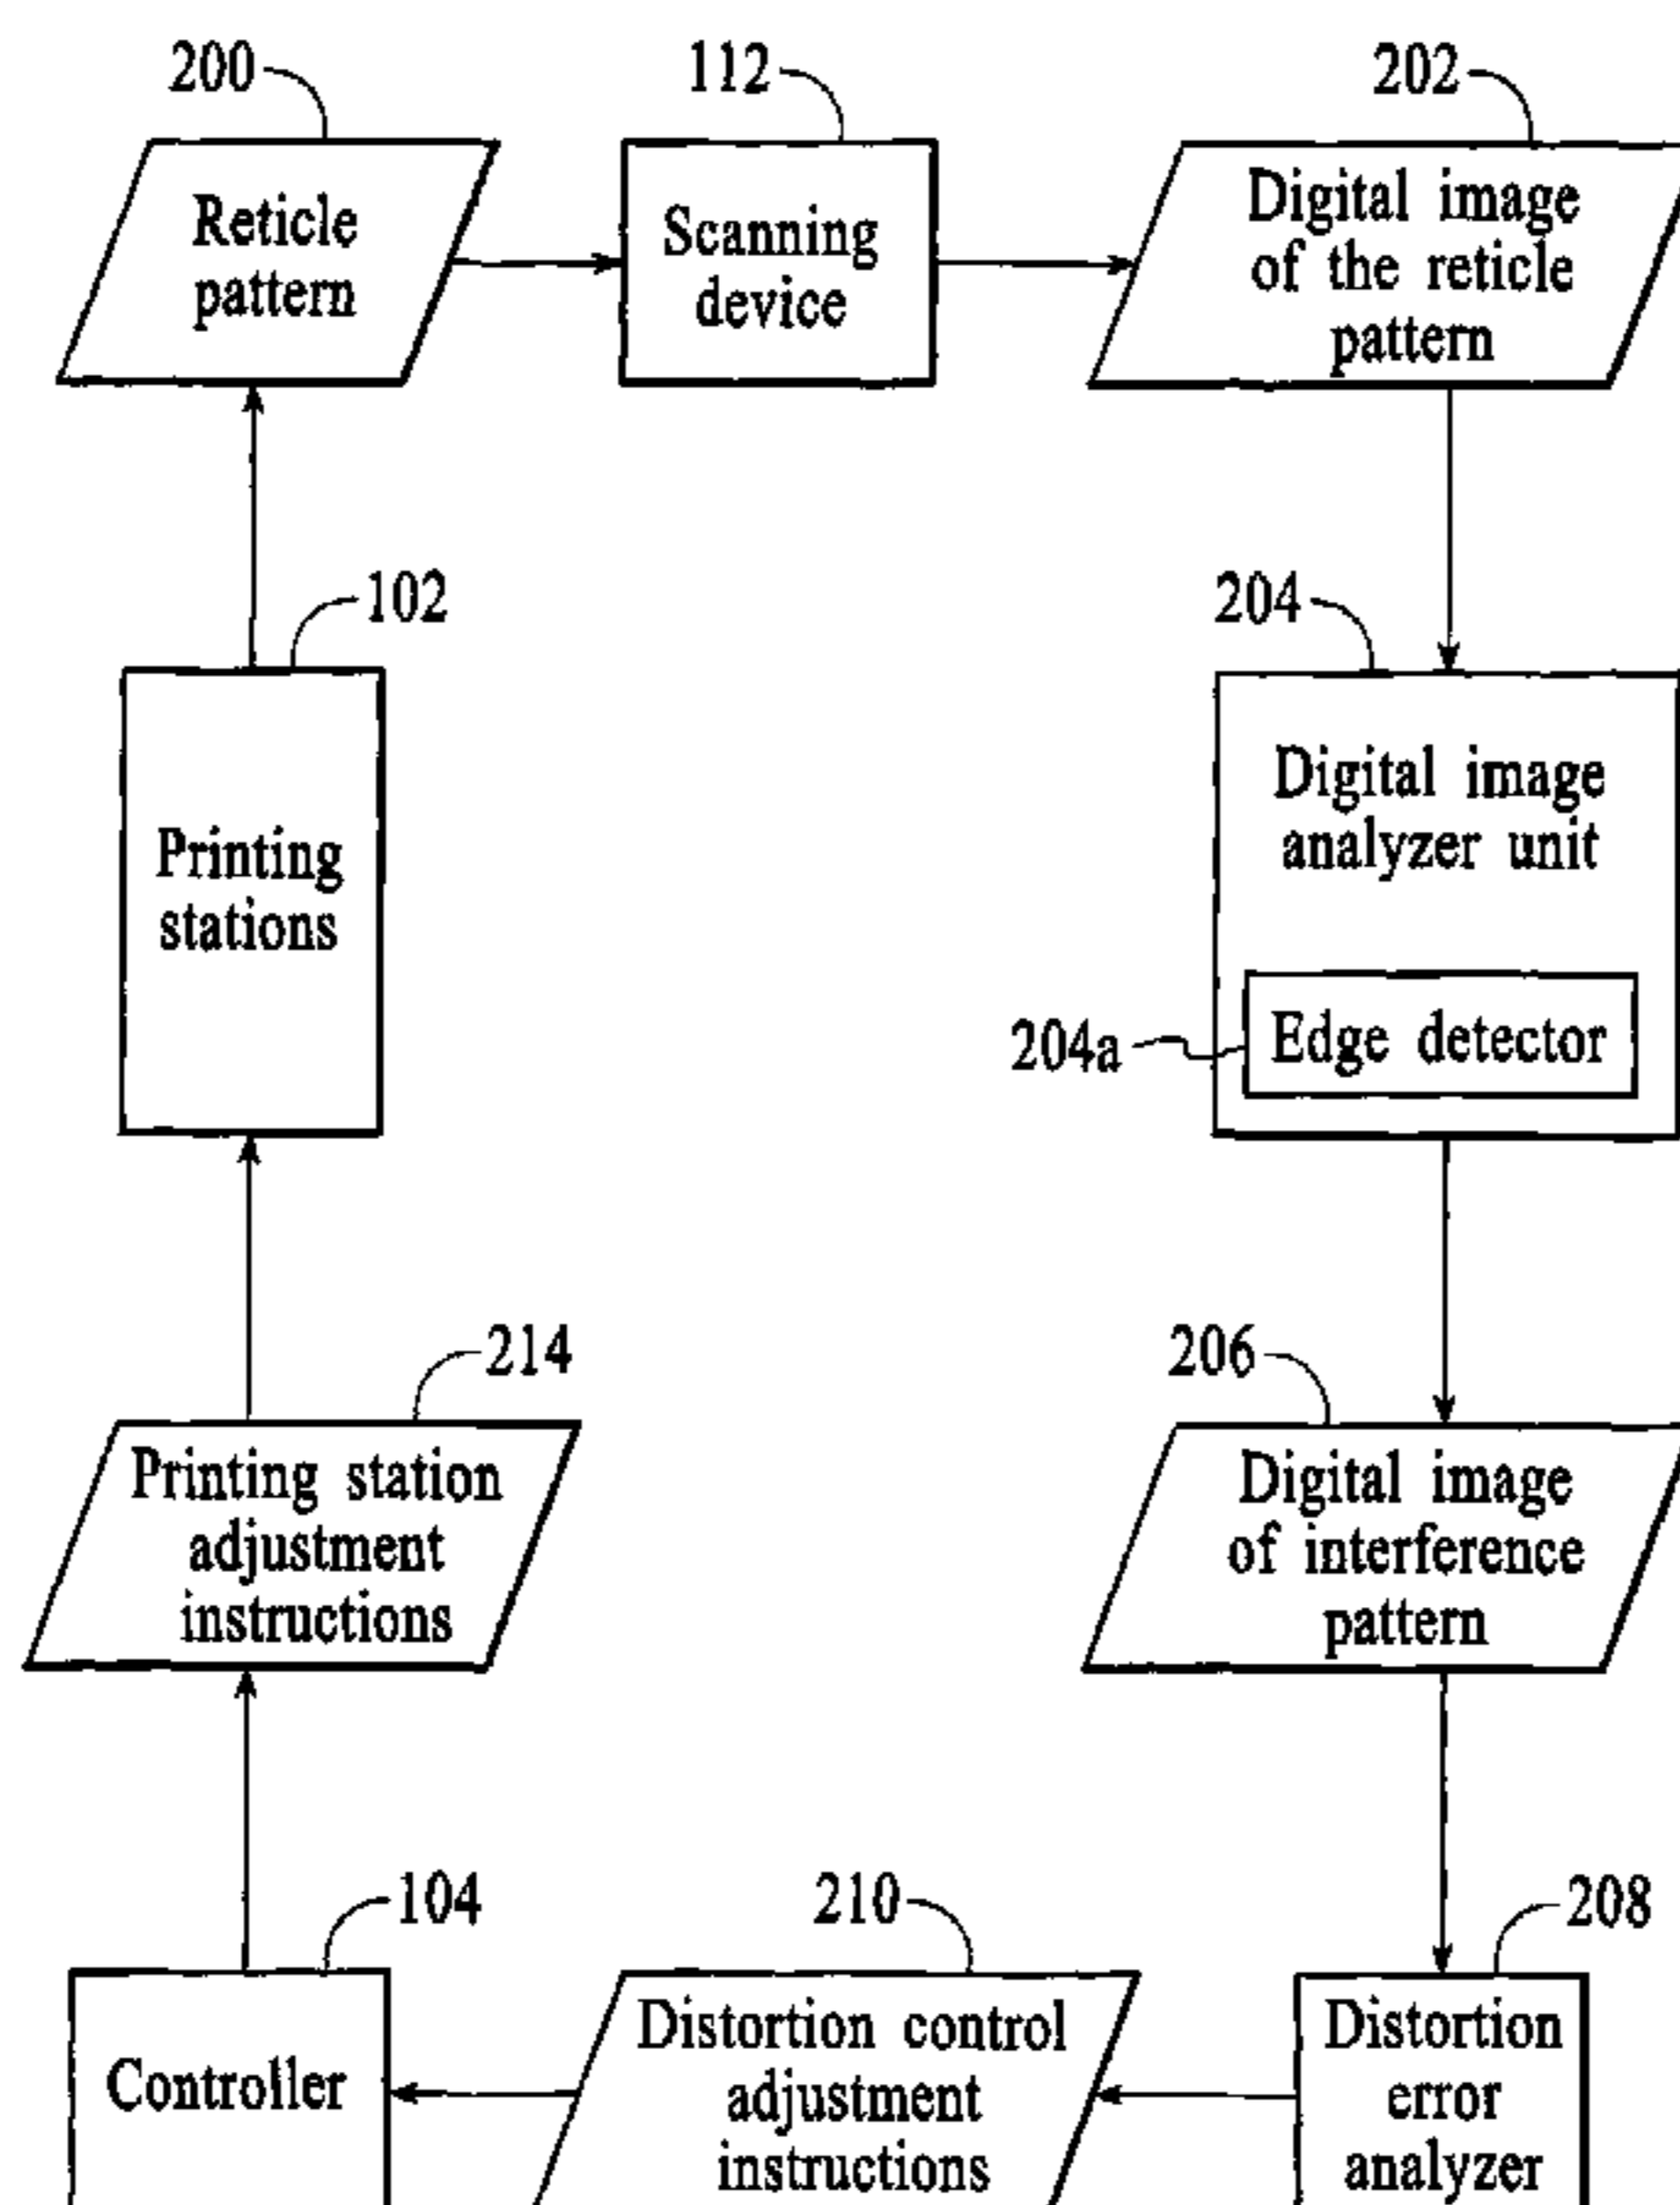 200
112
202
Reticle
pattern
Scanning
device
Digital image
of the reticle
pattern
102
204
Printing
stations
Digital image
analyzer unit
204a
Edge detector
214
206
Printing station
adjustment
instructions
Digital image
of interference
pattern
104
210
208
Controller
Distortion control
adjustment
instructions
Distortion
error
analyzer